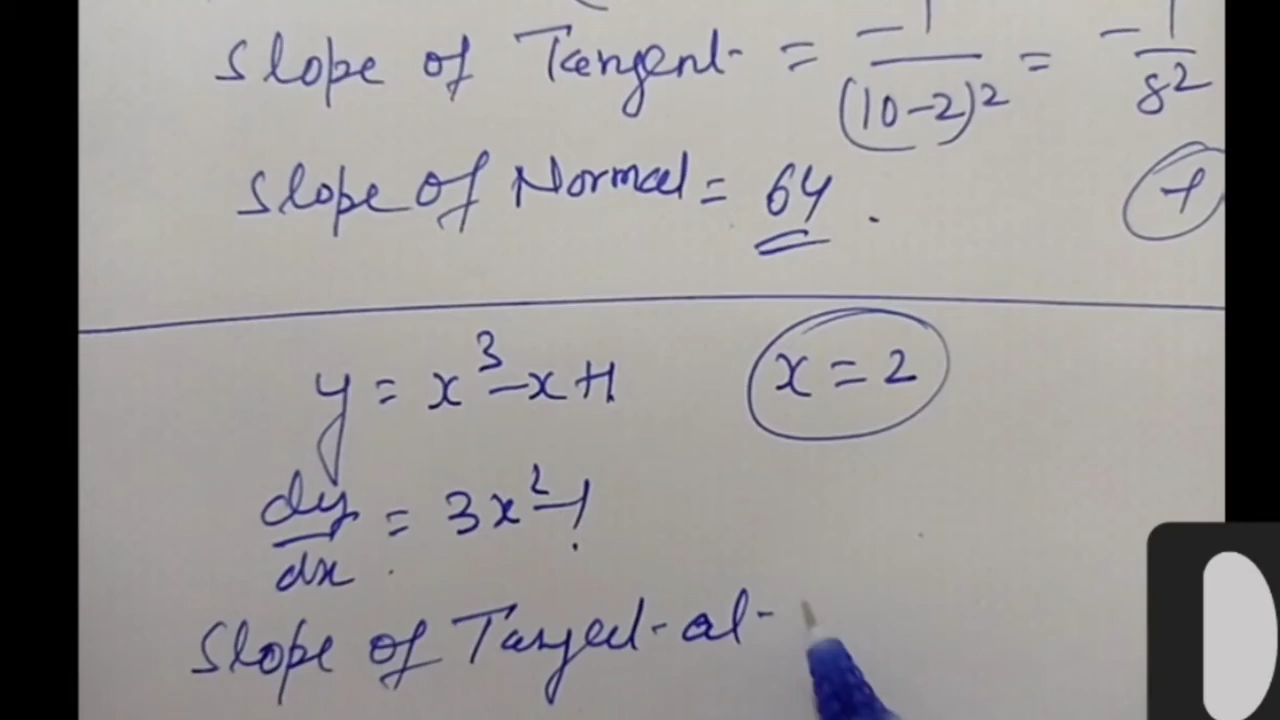 Slope of Tangent = -1/(10-2)² = -1/8²
Slope of Normal = 64.
y = x³-x+1 x = 2
dy/dx = 3x²-1.
Slope of Tangent at